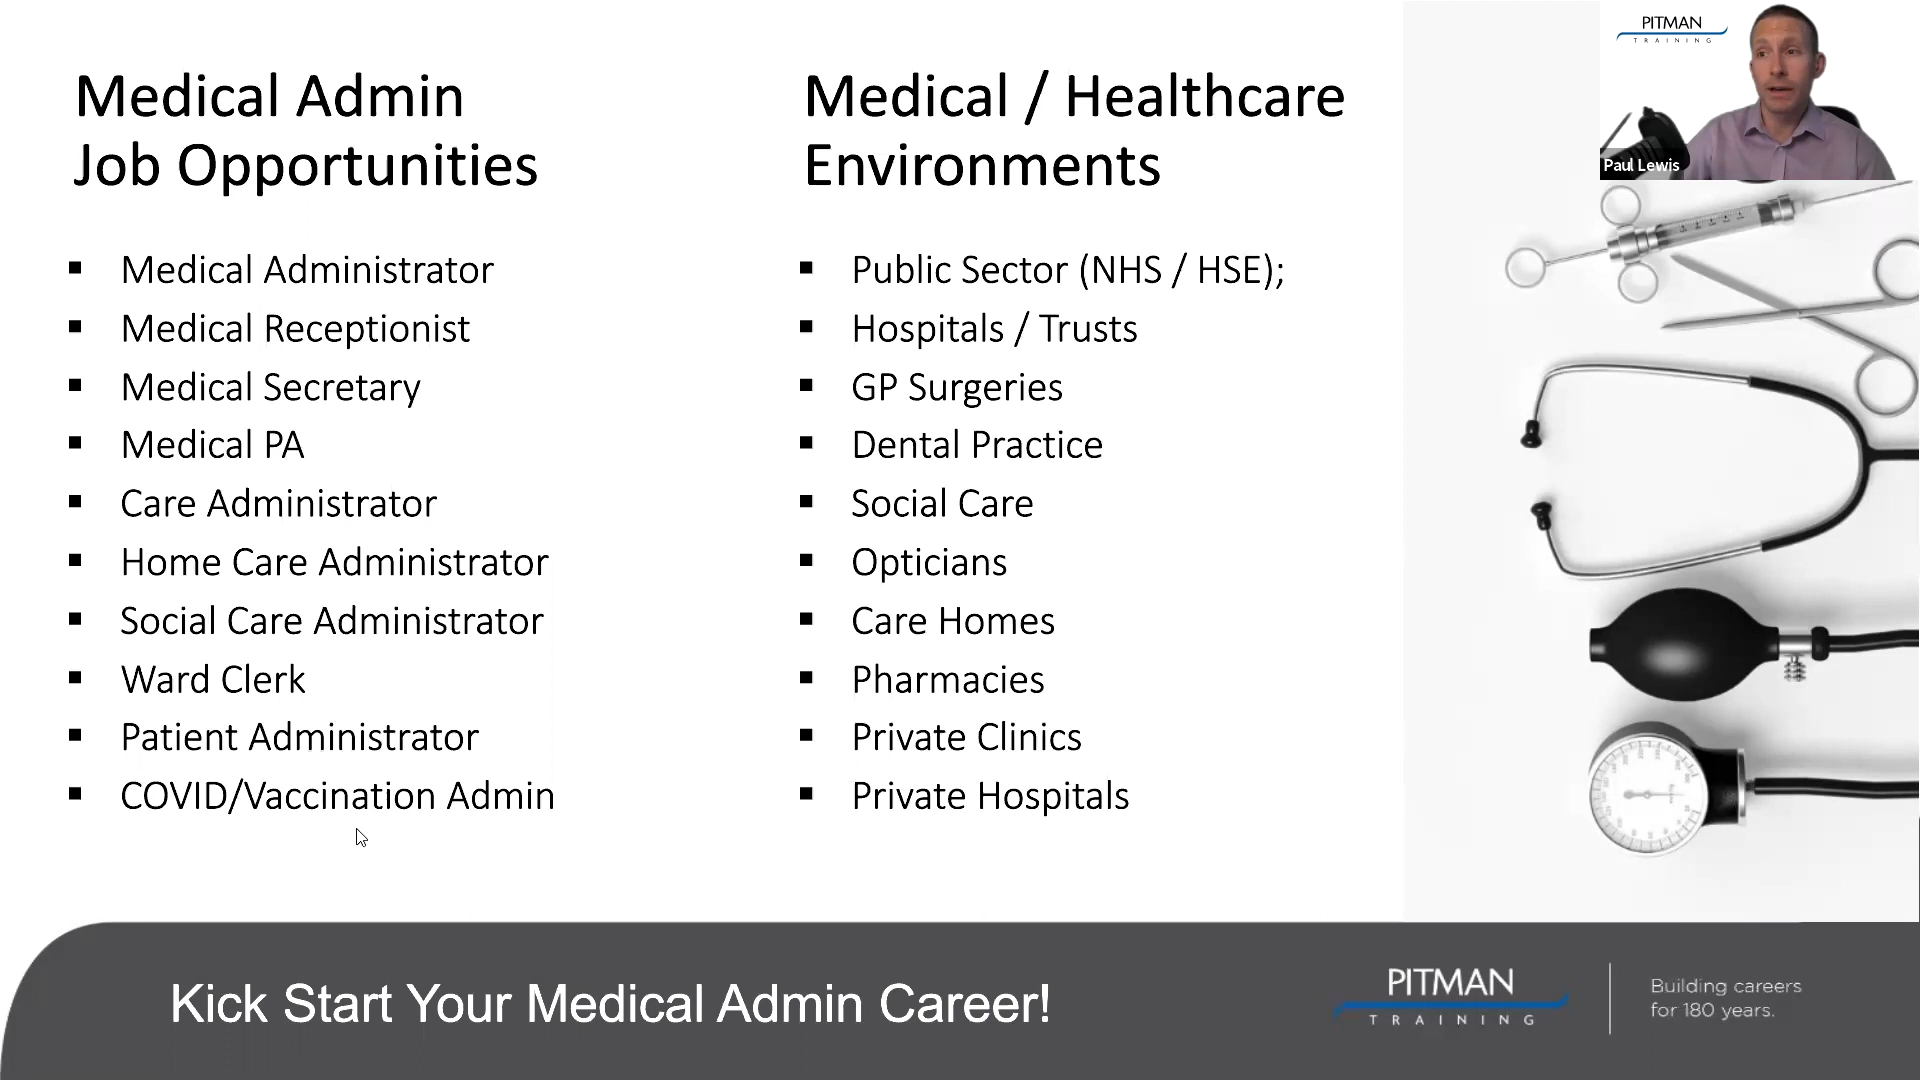 Medical Admin
Job Opportunities
▪ Medical Administrator
▪ Medical Receptionist
▪ Medical Secretary
▪ Medical PA
▪ Care Administrator
▪ Home Care Administrator
▪ Social Care Administrator
▪ Ward Clerk
▪ Patient Administrator
▪ COVID/Vaccination Admin
Medical / Healthcare
Environments
▪ Public Sector (NHS / HSE);
▪ Hospitals / Trusts
▪ GP Surgeries
▪ Dental Practice
▪ Social Care
▪ Opticians
▪ Care Homes
▪ Pharmacies
▪ Private Clinics
▪ Private Hospitals
PITMAN
TRAINING
Paul Lewis
Kick Start Your Medical Admin Career!
PITMAN
TRAINING
Building careers
for 180 years.